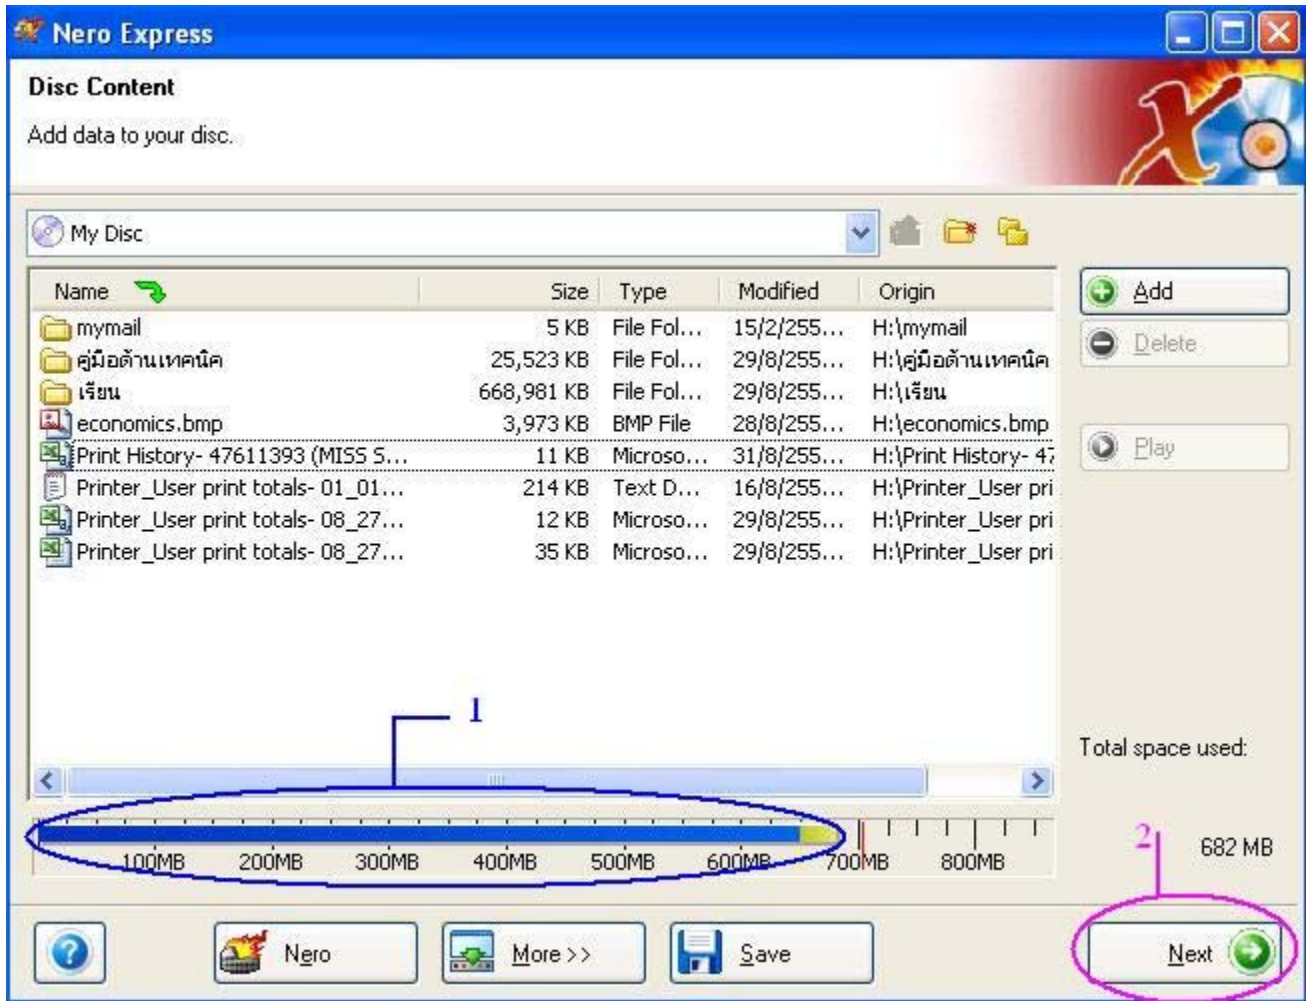 Nero Express
Disc Content
Add data to your disc.
My Disc
Name Size Type Modified Origin
mymail 5 KB File Fol... 15/2/255... H:\mymail
คู่มือด้านเทคนิค 25,523 KB File Fol... 29/8/255... H:\คู่มือด้านเทคนิค
เรียน 668,981 KB File Fol... 29/8/255... H:\เรียน
economics.bmp 3,973 KB BMP File 28/8/255... H:\economics.bmp
Print History- 47611393 (MISS S... 11 KB Microso... 31/8/255... H:\Print History- 47
Printer_User print totals- 01_01... 214 KB Text D... 16/8/255... H:\Printer_User pri
Printer_User print totals- 08_27... 12 KB Microso... 29/8/255... H:\Printer_User pri
Printer_User print totals- 08_27... 35 KB Microso... 29/8/255... H:\Printer_User pri
Add
Delete
Play
1
Total space used:
100MB 200MB 300MB 400MB 500MB 600MB 700MB 800MB
2
682 MB
Nero More >> Save Next